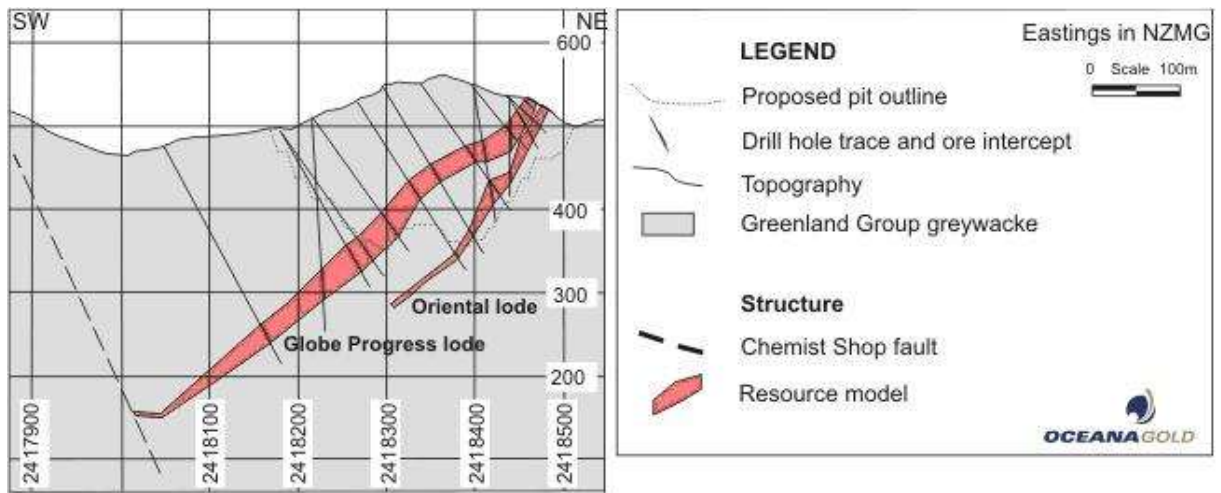 SW
NE
600
400
300
200
Oriental lode
Globe Progress lode
2417900
2418100
2418200
2418300
2418400
2418500
Eastings in NZMG
LEGEND
0 Scale 100m
Proposed pit outline
Drill hole trace and ore intercept
Topography
Greenland Group greywacke
Structure
Chemist Shop fault
Resource model
OCEANAGOLD